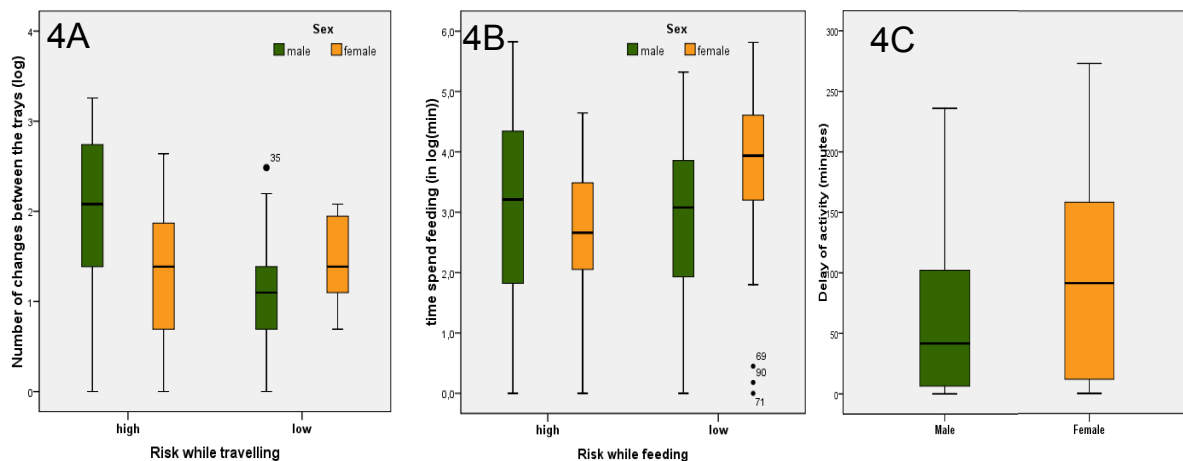 4A
Sex
male female
Number of changes between the trays (log)
4
3
2
1
0
35
high low
Risk while travelling
4B
Sex
male female
time spend feeding (in log(min))
6,0
5,0
4,0
3,0
2,0
1,0
0,0
69
90
71
high low
Risk while feeding
4C
Delay of activity (minutes)
300
250
200
150
100
50
0
Male Female